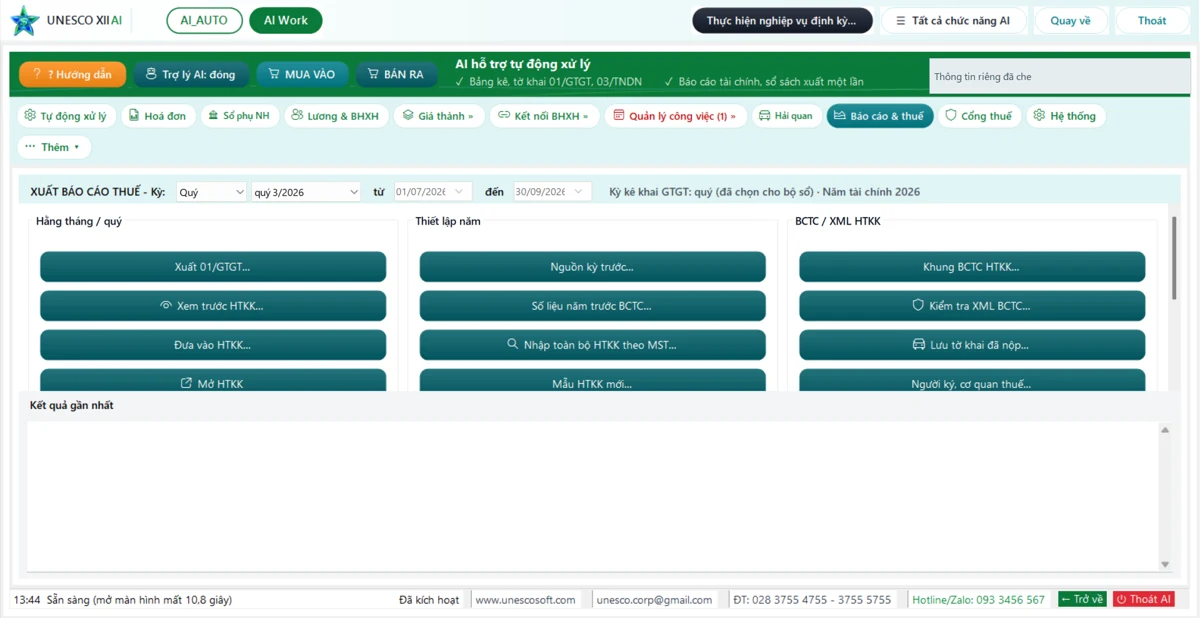 UNESCO XII AI
AI_AUTO
AI Work
Thực hiện nghiệp vụ định kỳ...
☰ Tất cả chức năng AI
Quay về
Thoát
? ? Hướng dẫn
Trợ lý AI: đóng
MUA VÀO
BÁN RA
AI hỗ trợ tự động xử lý
✓ Bảng kê, tờ khai 01/GTGT, 03/TNDN
✓ Báo cáo tài chính, sổ sách xuất một lần
Thông tin riêng đã che
Tự động xử lý
Hoá đơn
Sổ phụ NH
Lương & BHXH
Giá thành »
Kết nối BHXH »
Quản lý công việc (1) »
Hải quan
Báo cáo & thuế
Cổng thuế
Hệ thống
··· Thêm ▾
XUẤT BÁO CÁO THUẾ - Kỳ:
Quý
quý 3/2026
từ
01/07/2026
đến
30/09/2026
Kỳ kê khai GTGT: quý (đã chọn cho bộ sổ) · Năm tài chính 2026
Hằng tháng / quý
Thiết lập năm
BCTC / XML HTKK
Xuất 01/GTGT...
Nguồn kỳ trước...
Khung BCTC HTKK...
Xem trước HTKK...
Số liệu năm trước BCTC...
Kiểm tra XML BCTC...
Đưa vào HTKK...
Nhập toàn bộ HTKK theo MST...
Lưu tờ khai đã nộp...
Mở HTKK
Mẫu HTKK mới...
Người ký, cơ quan thuế...
Kết quả gần nhất
13:44 Sẵn sàng (mở màn hình mất 10,8 giây)
Đã kích hoạt
www.unescosoft.com
unesco.corp@gmail.com
ĐT: 028 3755 4755 - 3755 5755
Hotline/Zalo: 093 3456 567
← Trở về
Thoát AI